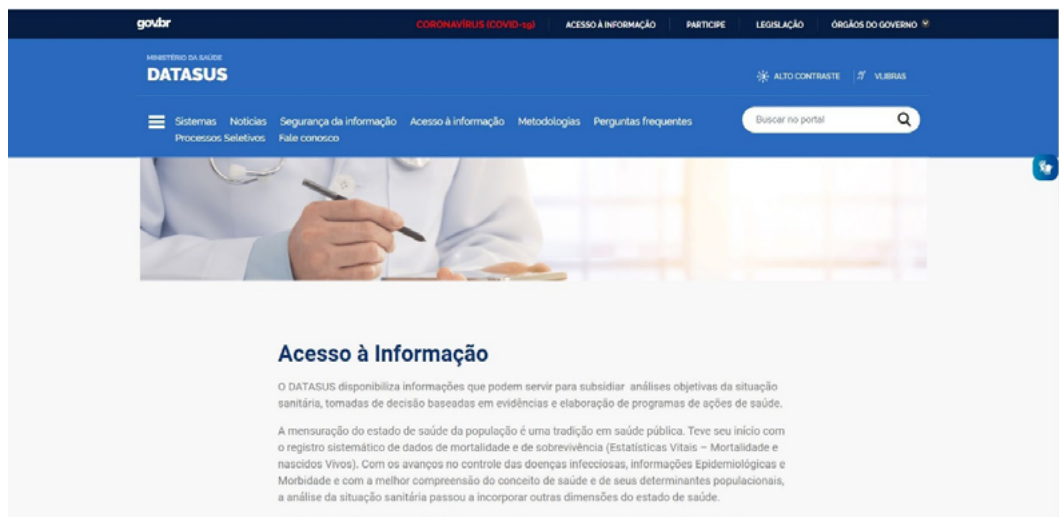 govbr
CORONAVÍRUS (COVID-19) ACESSO À INFORMAÇÃO PARTICIPE LEGISLAÇÃO ÓRGÃOS DO GOVERNO
MINISTÉRIO DA SAÚDE
DATASUS
ALTO CONTRASTE VLIBRAS
Sistemas Notícias Segurança da informação Acesso à informação Metodologias Perguntas frequentes
Processos Seletivos Fale conosco
Buscar no portal
Acesso à Informação
O DATASUS disponibiliza informações que podem servir para subsidiar análises objetivas da situação
sanitária, tomadas de decisão baseadas em evidências e elaboração de programas de ações de saúde.
A mensuração do estado de saúde da população é uma tradição em saúde pública. Teve seu início com
o registro sistemático de dados de mortalidade e de sobrevivência (Estatísticas Vitais – Mortalidade e
nascidos Vivos). Com os avanços no controle das doenças infecciosas, informações Epidemiológicas e
Morbidade e com a melhor compreensão do conceito de saúde e de seus determinantes populacionais,
a análise da situação sanitária passou a incorporar outras dimensões do estado de saúde.